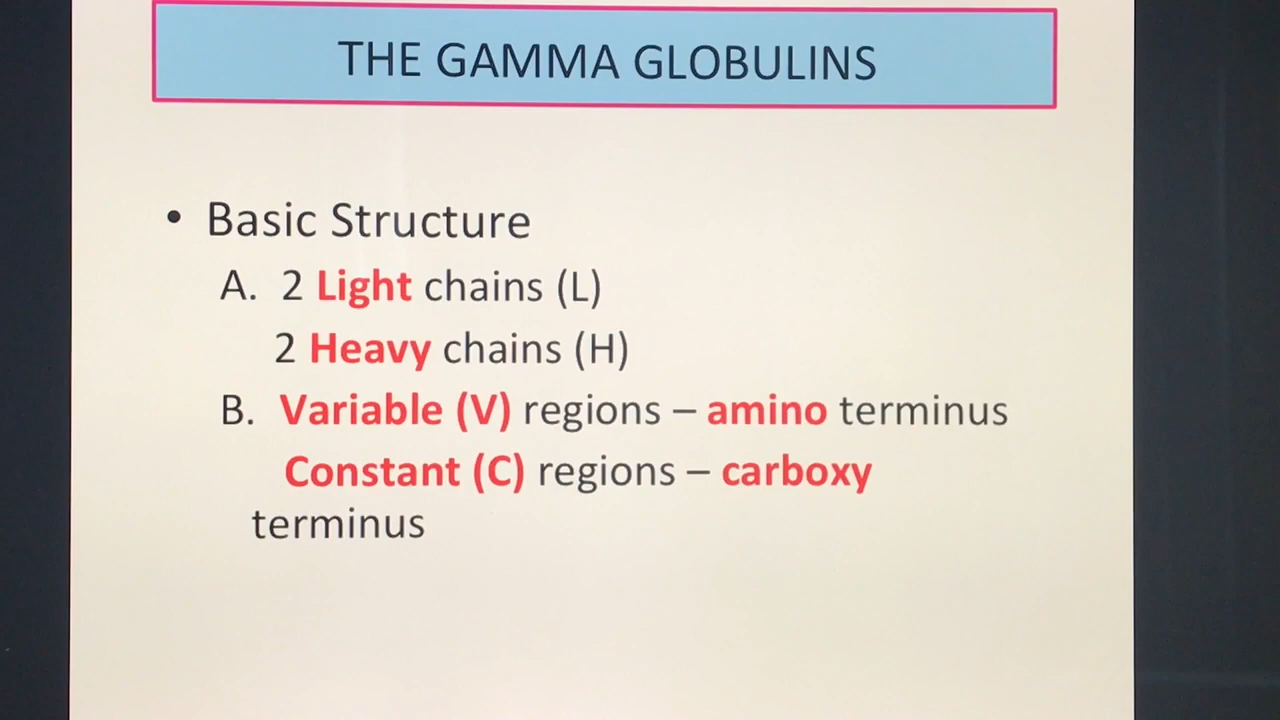 THE GAMMA GLOBULINS
• Basic Structure
A. 2 Light chains (L)
2 Heavy chains (H)
B. Variable (V) regions – amino terminus
Constant (C) regions – carboxy
terminus